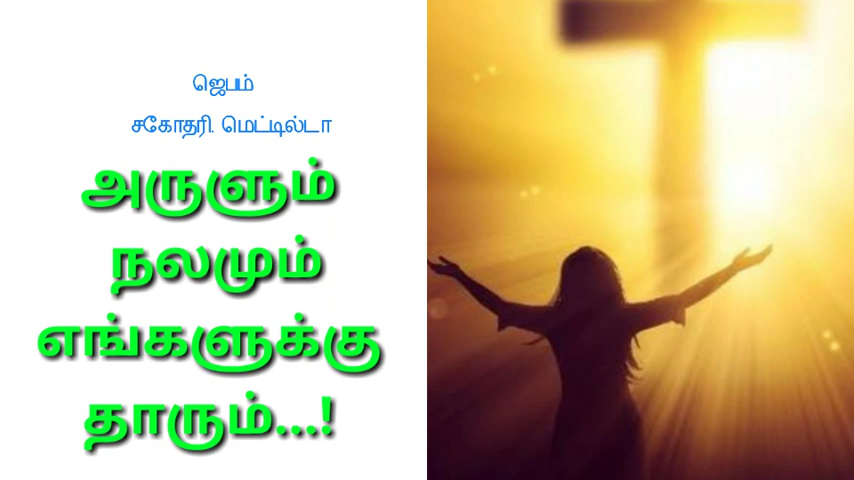 ஜெபம்
சகோதரி. மெட்டில்டா
அருளும்
நலமும்
எங்களுக்கு
தாரும்...!